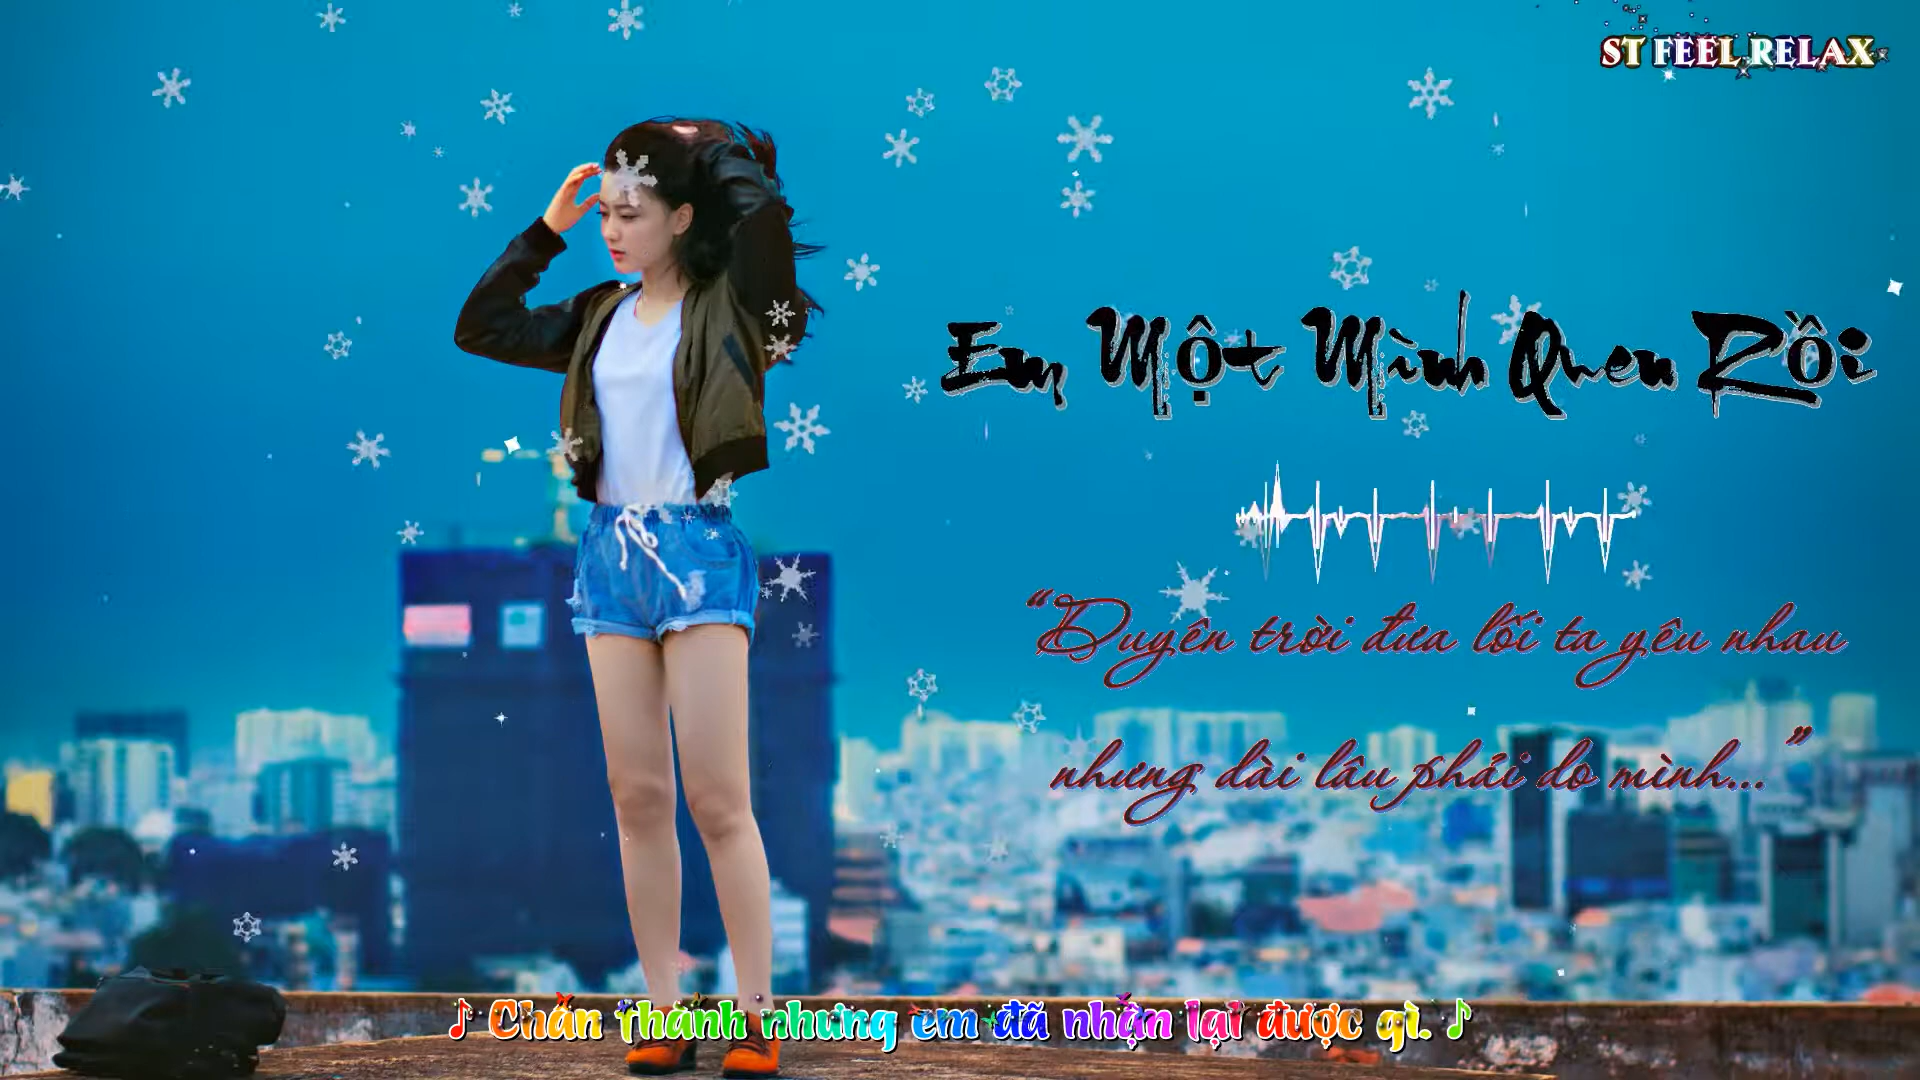 ST FEEL RELAX
Em Một Mình Quen Rồi
“Duyên trời đưa lối ta yêu nhau
nhưng dài lâu phải do mình...”
♪ Chân thành nhưng em đã nhận lại được gì. ♪